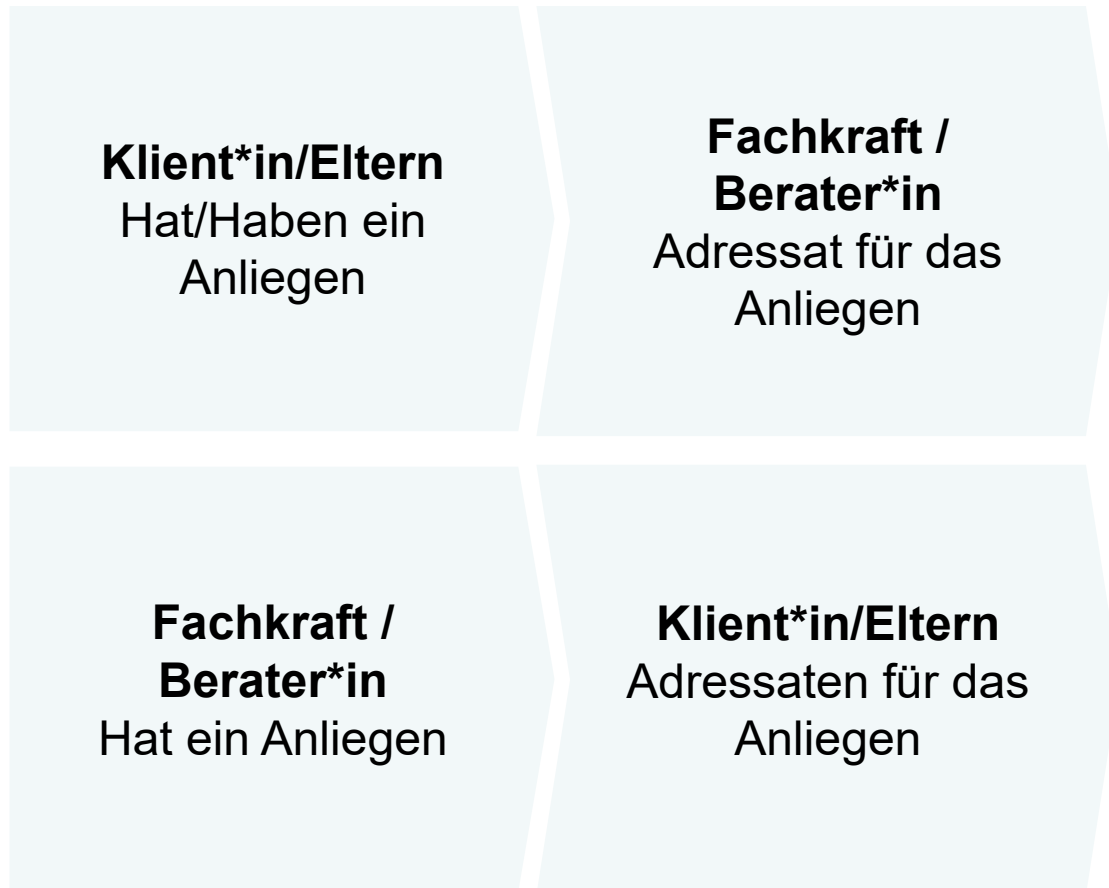 Klient*in/Eltern
Hat/Haben ein
Anliegen
Fachkraft /
Berater*in
Adressat für das
Anliegen
Fachkraft /
Berater*in
Hat ein Anliegen
Klient*in/Eltern
Adressaten für das
Anliegen